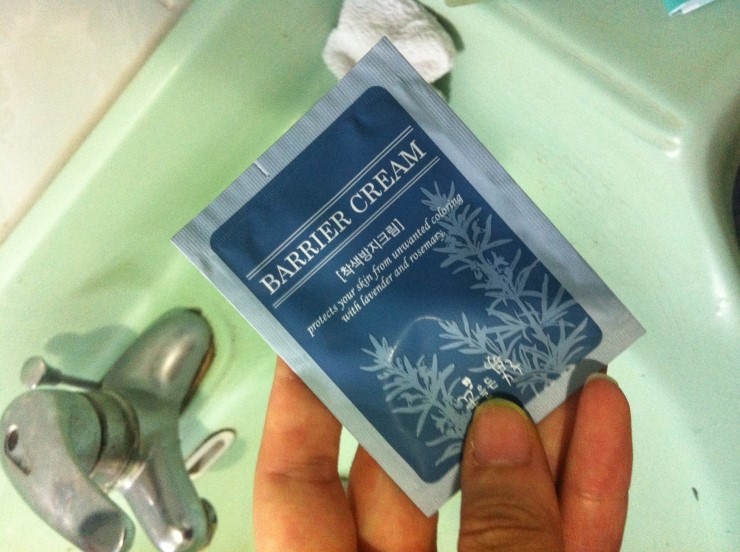 BARRIER CREAM
[착색방지크림]
protects your skin from unwanted coloring
with lavender and rosemary.